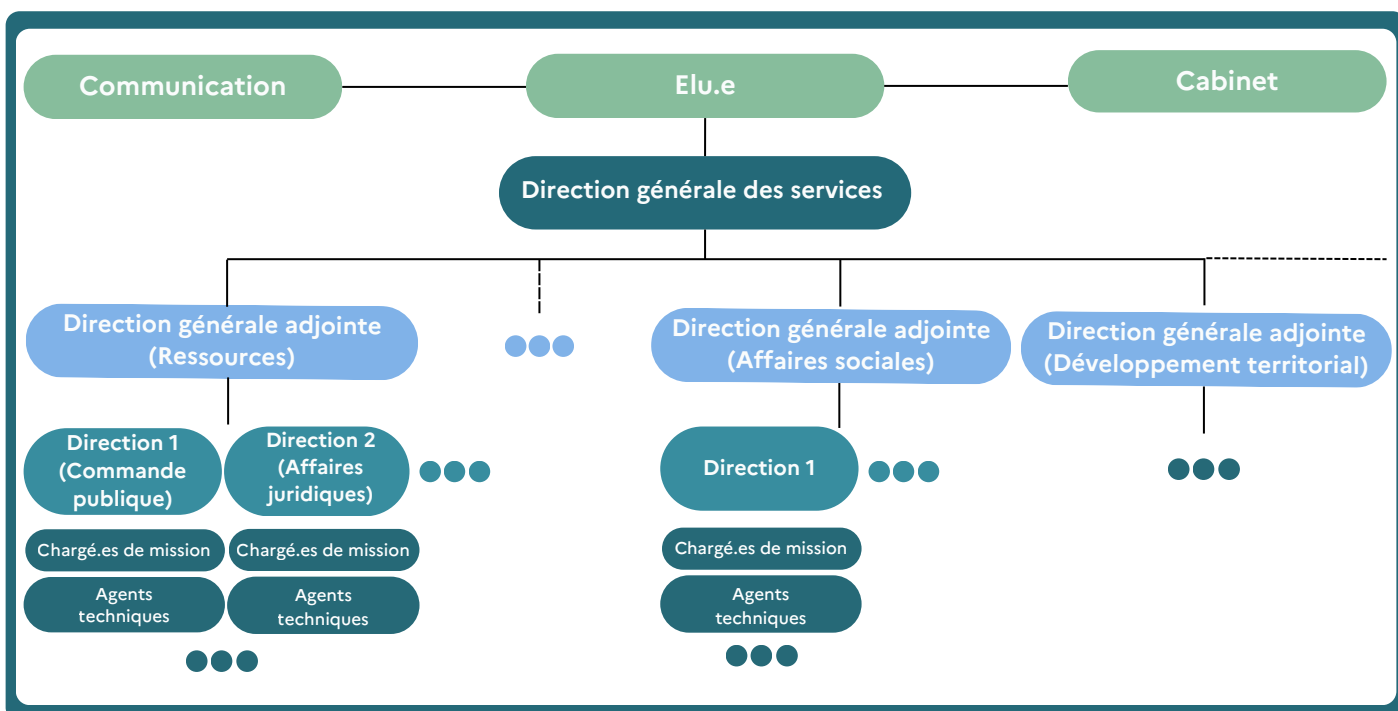 Communication
Elu.e
Cabinet
Direction générale des services
Direction générale adjointe
(Ressources)
Direction générale adjointe
(Affaires sociales)
Direction générale adjointe
(Développement territorial)
Direction 1
(Commande
publique)
Direction 2
(Affaires
juridiques)
Direction 1
Chargé.es de mission
Chargé.es de mission
Chargé.es de mission
Agents
techniques
Agents
techniques
Agents
techniques